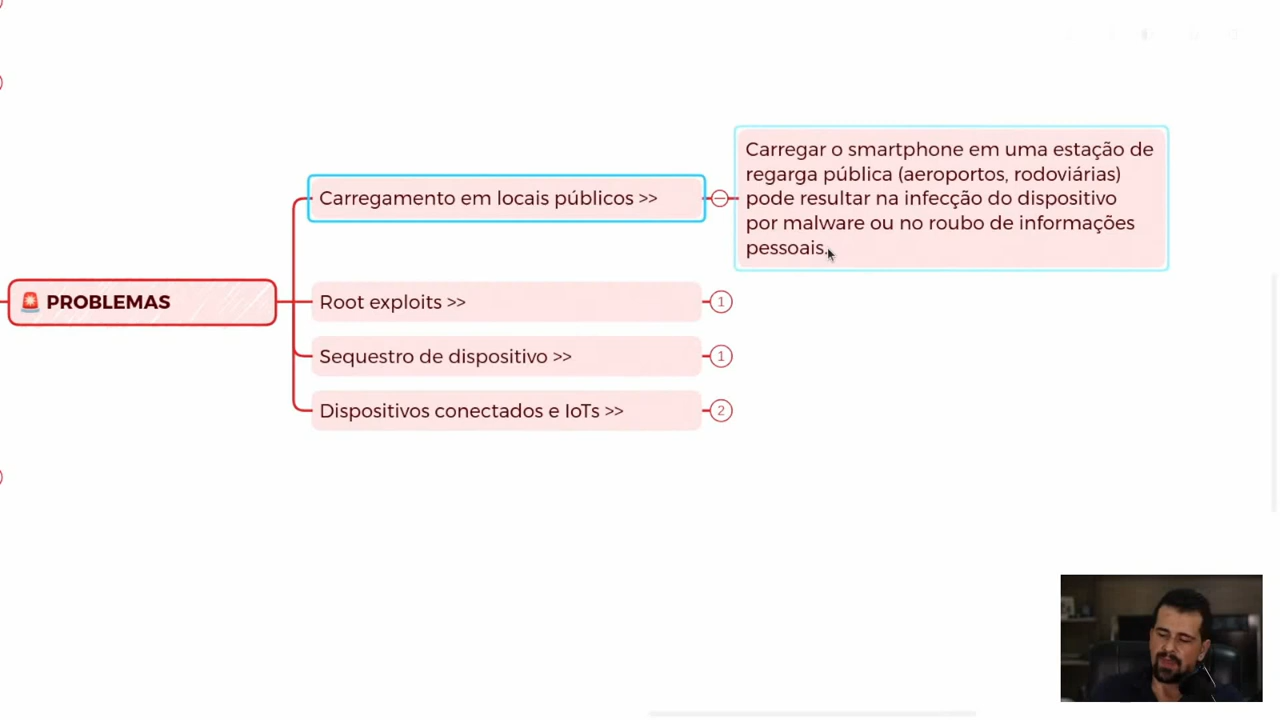 Carregar o smartphone em uma estação de
regarga pública (aeroportos, rodoviárias)
pode resultar na infecção do dispositivo
por malware ou no roubo de informações
pessoais.
Carregamento em locais públicos >>
PROBLEMAS
Root exploits >>
1
Sequestro de dispositivo >>
1
Dispositivos conectados e IoTs >>
2